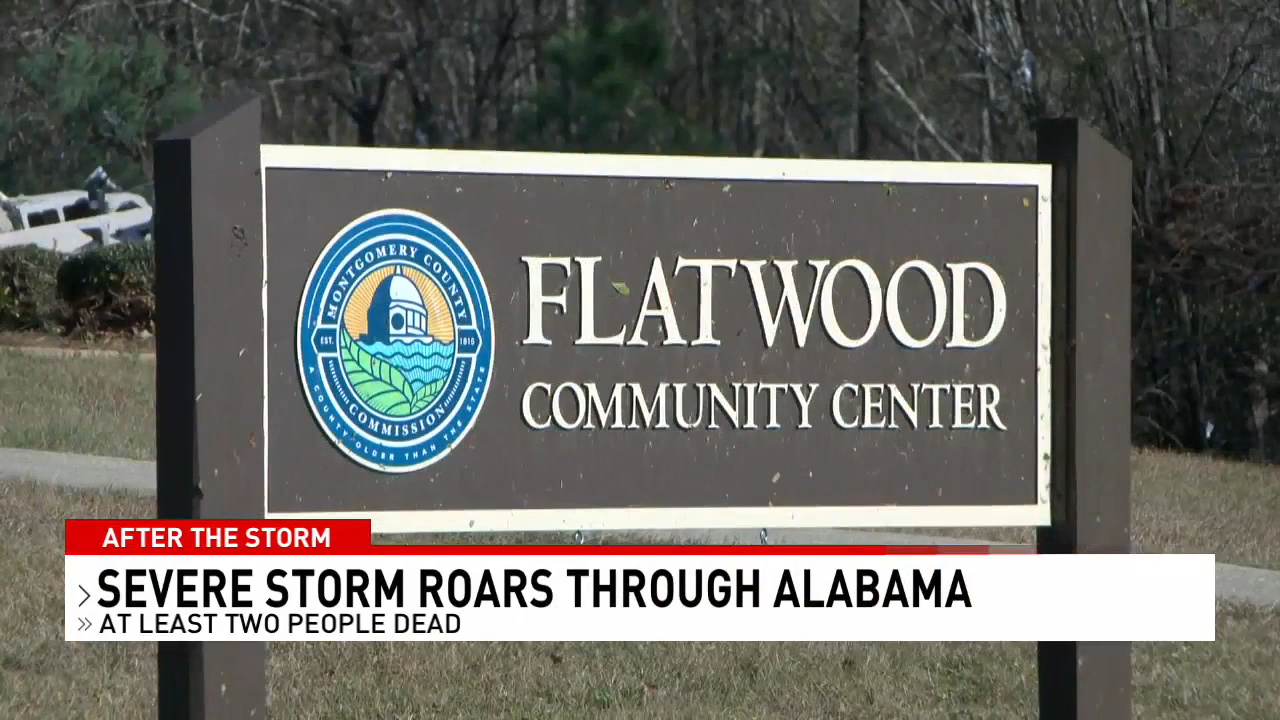 MONTGOMERY COUNTY
EST. 1816
COMMISSION
A COUNTY OLDER THAN THE STATE
FLATWOOD
COMMUNITY CENTER
AFTER THE STORM
SEVERE STORM ROARS THROUGH ALABAMA
AT LEAST TWO PEOPLE DEAD